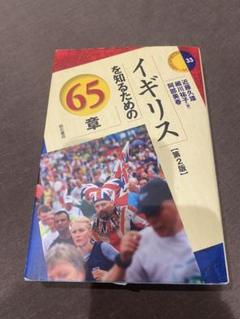 33
近藤久雄
細川祐子 編
阿部美春
イギリス
を知るための
65
章
【第2版】
明石書店